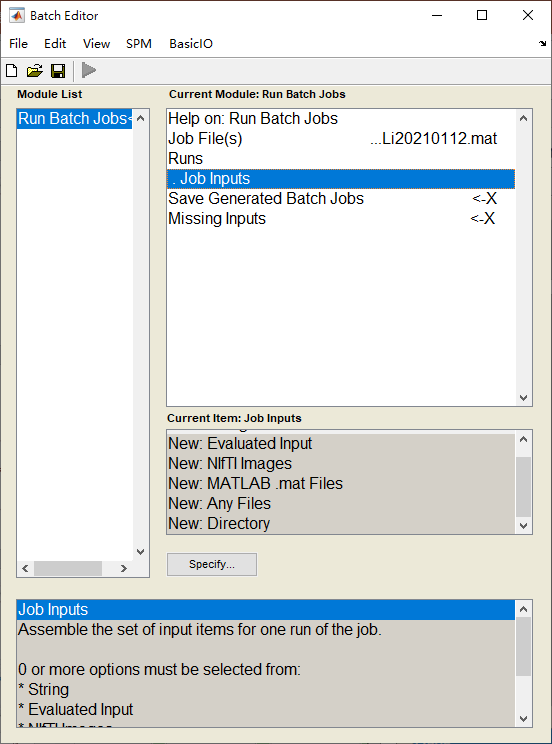 Batch Editor
File Edit View SPM BasicIO
Module List
Current Module: Run Batch Jobs
Run Batch Jobs<
Help on: Run Batch Jobs
Job File(s) ...Li20210112.mat
Runs
. Job Inputs
Save Generated Batch Jobs <-X
Missing Inputs <-X
Current Item: Job Inputs
New: Evaluated Input
New: NIfTI Images
New: MATLAB .mat Files
New: Any Files
New: Directory
Specify...
Job Inputs
Assemble the set of input items for one run of the job.
0 or more options must be selected from:
* String
* Evaluated Input
* NIfTI Images